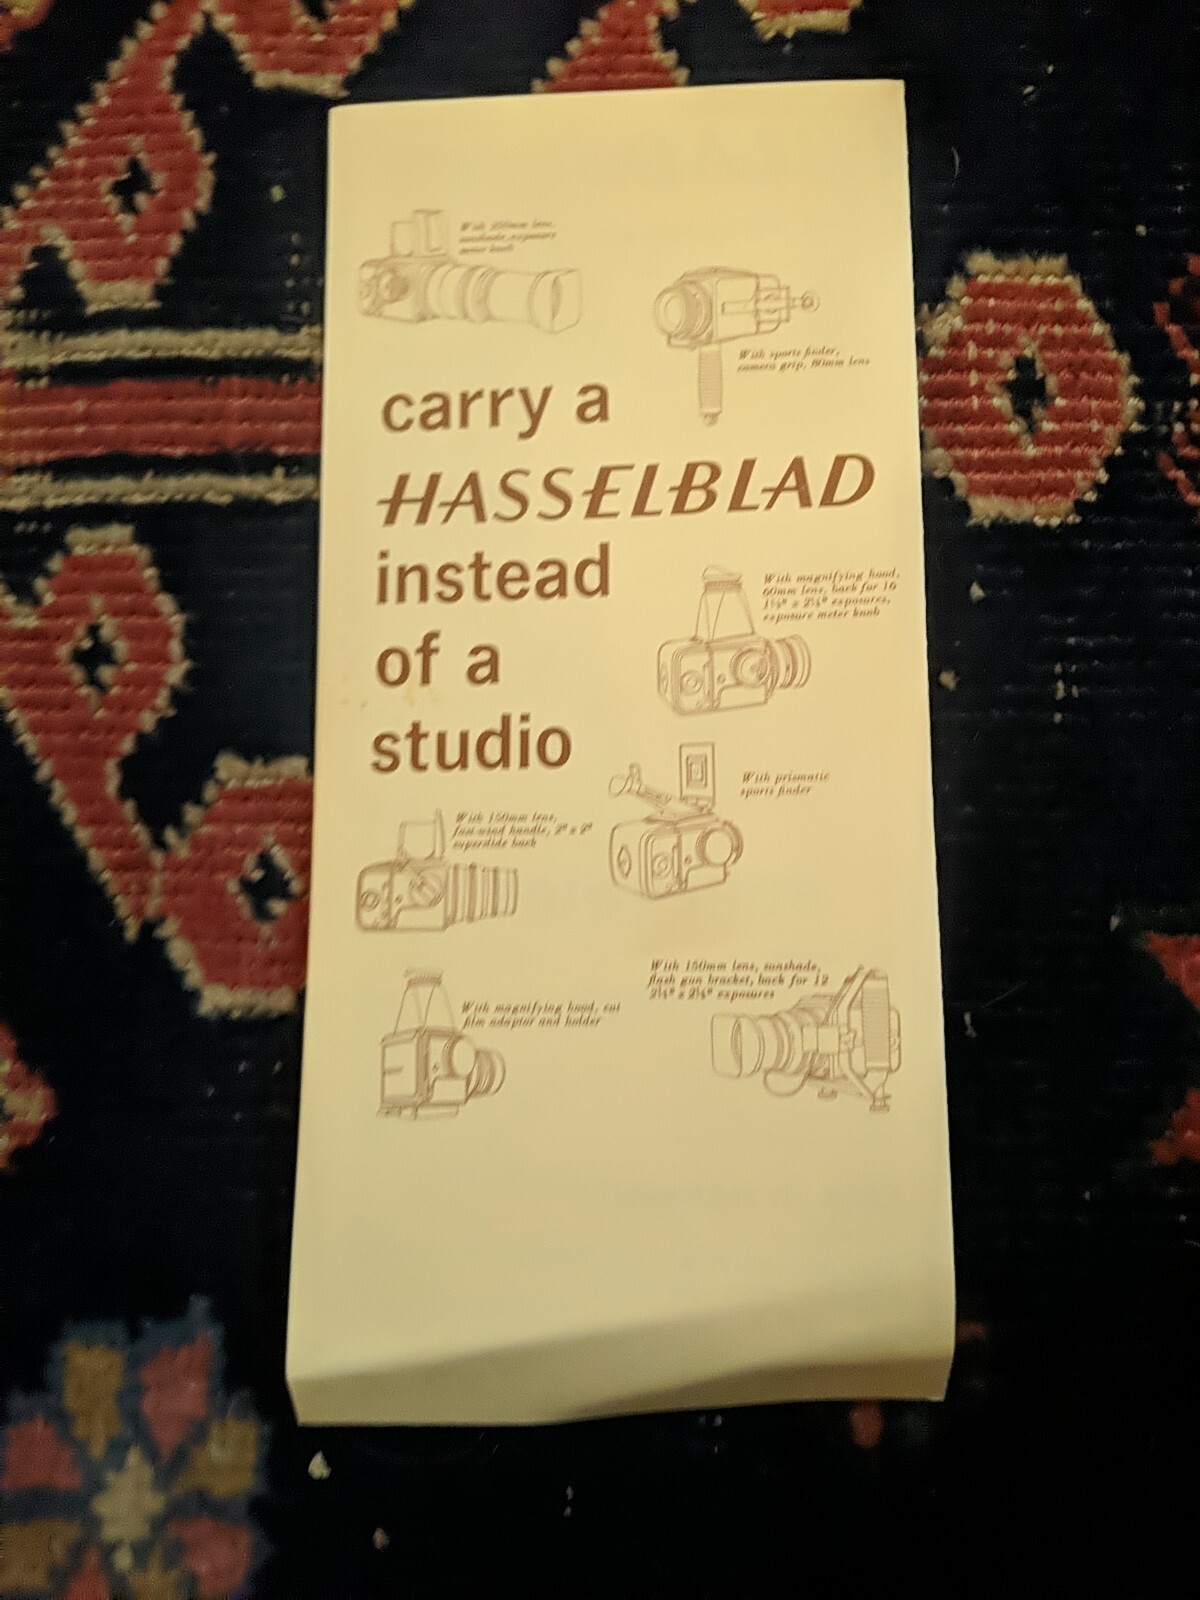 With 250mm lens,
sunshade, exposure
meter knob
With sports finder,
camera grip, 80mm lens
carry a
HASSELBLAD
instead
of a
studio
With magnifying hood,
60mm lens, back for 16
1⅝" x 2¼" exposures,
exposure meter knob
With prismatic
sports finder
With 150mm lens,
fast-wind handle, 2" x 2"
superslide back
With magnifying hood, cut
film adaptor and holder
With 150mm lens, sunshade,
flash gun bracket, back for 12
2¼" x 2¼" exposures